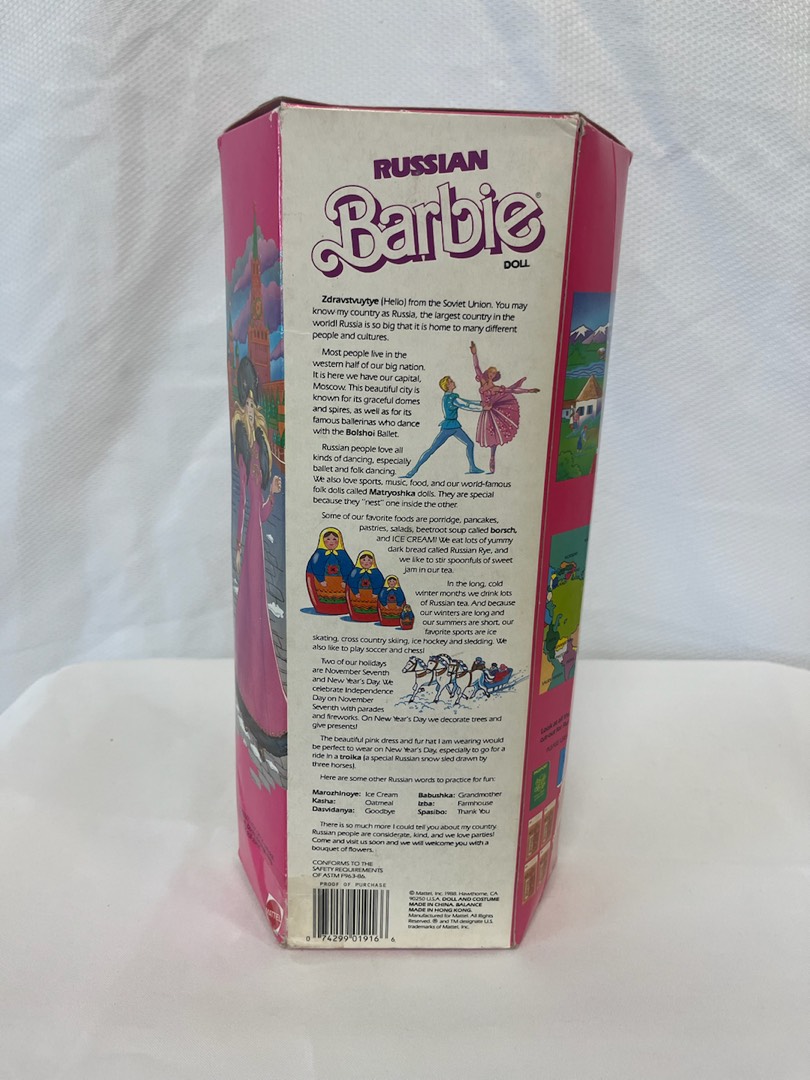 RUSSIAN
Barbie®
DOLL
Zdravstvuytye (Hello) from the Soviet Union. You may
know my country as Russia, the largest country in the
world! Russia is so big that it is home to many different
people and cultures.
Most people live in the
western half of our big nation.
It is here we have our capital,
Moscow. This beautiful city is
known for its graceful domes
and spires, as well as for its
famous ballerinas who dance
with the Bolshoi Ballet.
Russian people love all
kinds of dancing, especially
ballet and folk dancing.
We also love sports, music, food, and our world-famous
folk dolls called Matryoshka dolls. They are special
because they "nest" one inside the other.
Some of our favorite foods are porridge, pancakes,
pastries, salads, beetroot soup called borsch,
and ICE CREAM! We eat lots of yummy
dark bread called Russian Rye, and
we like to stir spoonfuls of sweet
jam in our tea.
In the long, cold
winter months we drink lots
of Russian tea. And because
our winters are long and
our summers are short, our
favorite sports are ice
skating, cross country skiing, ice hockey and sledding. We
also like to play soccer and chess!
Two of our holidays
are November Seventh
and New Year's Day. We
celebrate Independence
Day on November
Seventh with parades
and fireworks. On New Year's Day we decorate trees and
give presents!
The beautiful pink dress and fur hat I am wearing would
be perfect to wear on New Year's Day, especially to go for a
ride in a troika (a special Russian snow sled drawn by
three horses).
Here are some other Russian words to practice for fun:
Marozhinoye: Ice Cream Babushka: Grandmother
Kasha: Oatmeal Izba: Farmhouse
Dasvidanya: Goodbye Spasibo: Thank You
There is so much more I could tell you about my country.
Russian people are considerate, kind, and we love parties!
Come and visit us soon and we will welcome you with a
bouquet of flowers.
CONFORMS TO THE
SAFETY REQUIREMENTS
OF ASTM F963-86.
PROOF OF PURCHASE
0 74299 01916 6
© Mattel, Inc. 1988. Hawthorne, CA
90250 U.S.A. DOLL AND COSTUME
MADE IN CHINA. BALANCE
MADE IN HONG KONG.
Manufactured for Mattel. All Rights
Reserved. ® and TM designate U.S.
trademarks of Mattel, Inc.
MATTEL